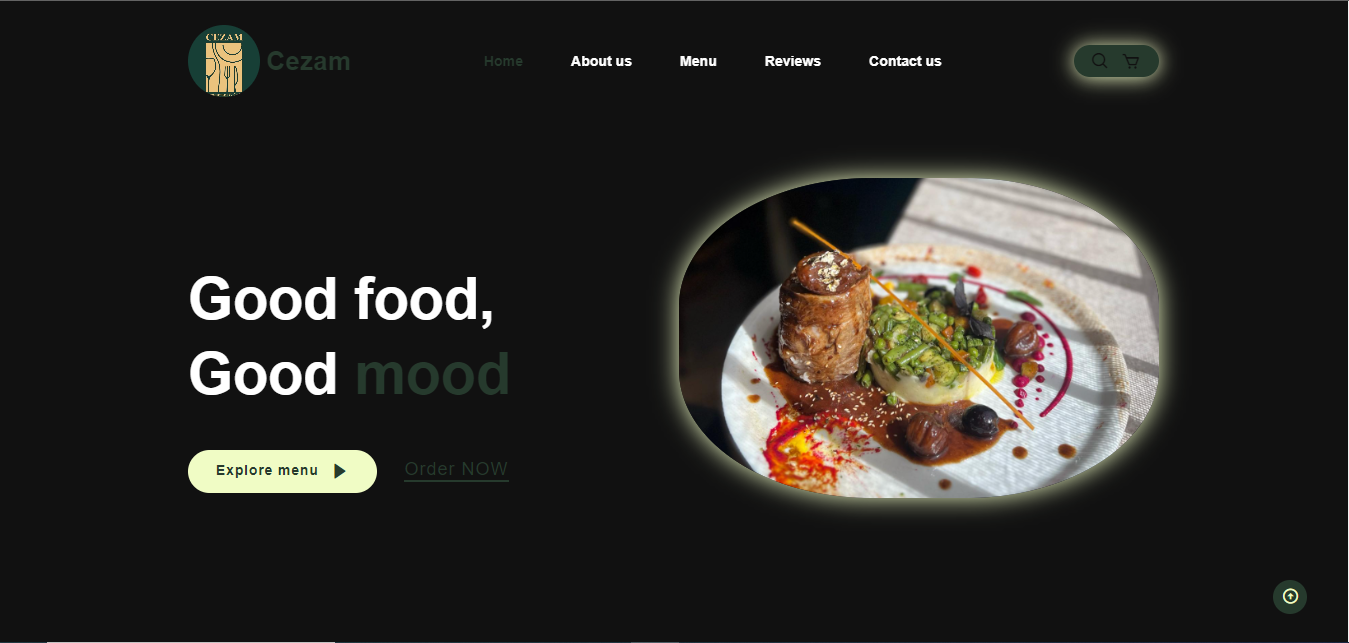 CEZAM
Cezam
Home
About us
Menu
Reviews
Contact us
Good food,
Good mood
Explore menu
Order NOW